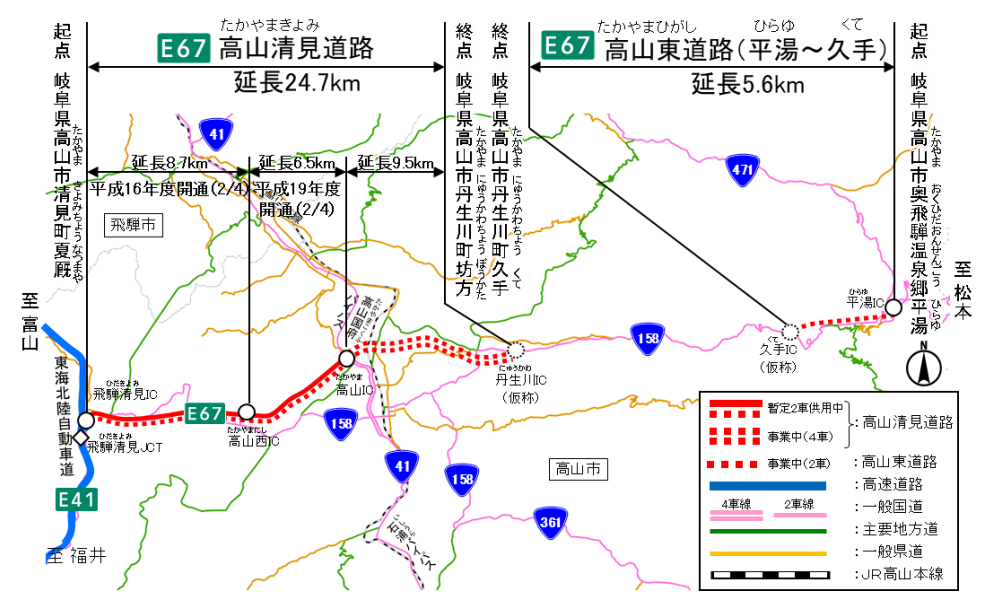 たかやまきよみ
E67 高山清見道路
延長24.7km
たかやまひがし ひらゆ くて
E67 高山東道路(平湯～久手)
延長5.6km
起点 岐阜県高山市清見町夏厩
たかやま きよみちょうなつまや
終点 岐阜県高山市丹生川町坊方
たかやま にゅうかわちょう ぼうかた
終点 岐阜県高山市丹生川町久手
たかやま にゅうかわちょう くて
起点 岐阜県高山市奥飛騨温泉郷平湯
たかやま おくひだおんせんごう ひらゆ
延長8.7km
延長6.5km
延長9.5km
平成16年度開通(2/4)
平成19年度
開通(2/4)
41
471
飛騨市
至富山
至松本
たかやまこくふ
高山国府
バイパス
ひらゆ
平湯IC
158
くて
久手IC
(仮称)
にゅうかわ
丹生川IC
(仮称)
たかやま
高山IC
ひだきよみ
飛騨清見IC
E67
たかやまにし
高山西IC
158
ひだきよみ
飛騨清見JCT
東海北陸自動車道
E41
至福井
41
158
361
高山市
いしうら
石浦バイパス
N
暫定2車供用中
事業中(4車)
:高山清見道路
事業中(2車)
:高山東道路
:高速道路
4車線 2車線
:一般国道
:主要地方道
:一般県道
:JR高山本線